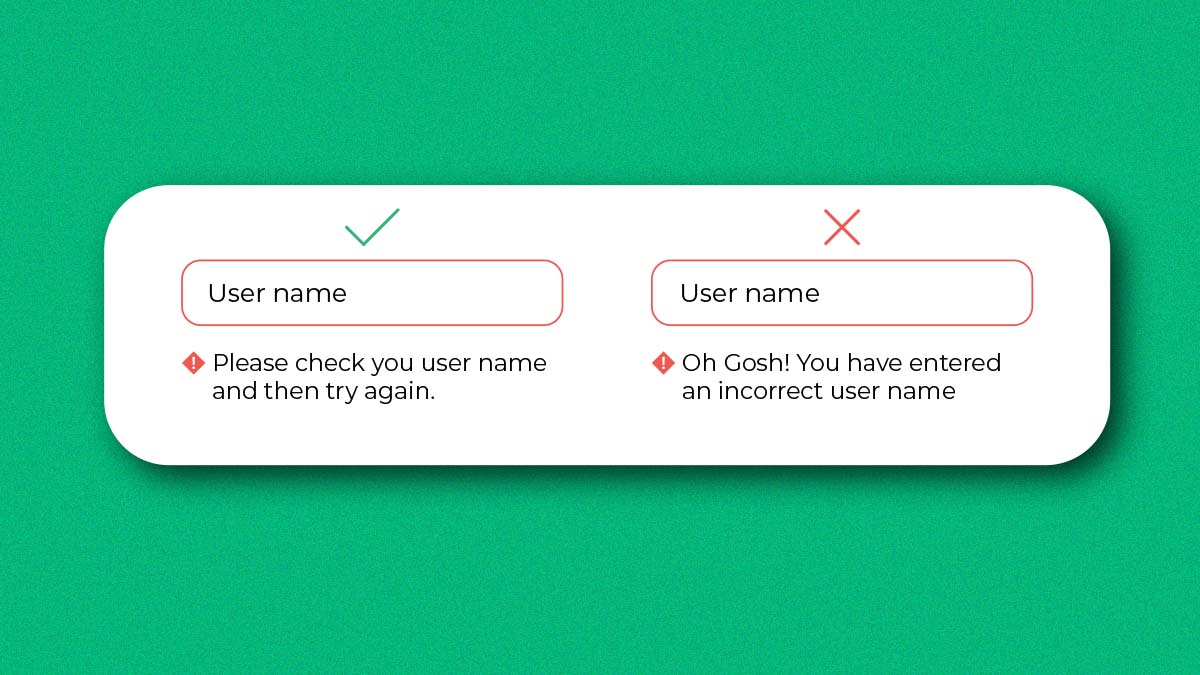 User name
Please check you user name
and then try again.
User name
Oh Gosh! You have entered
an incorrect user name